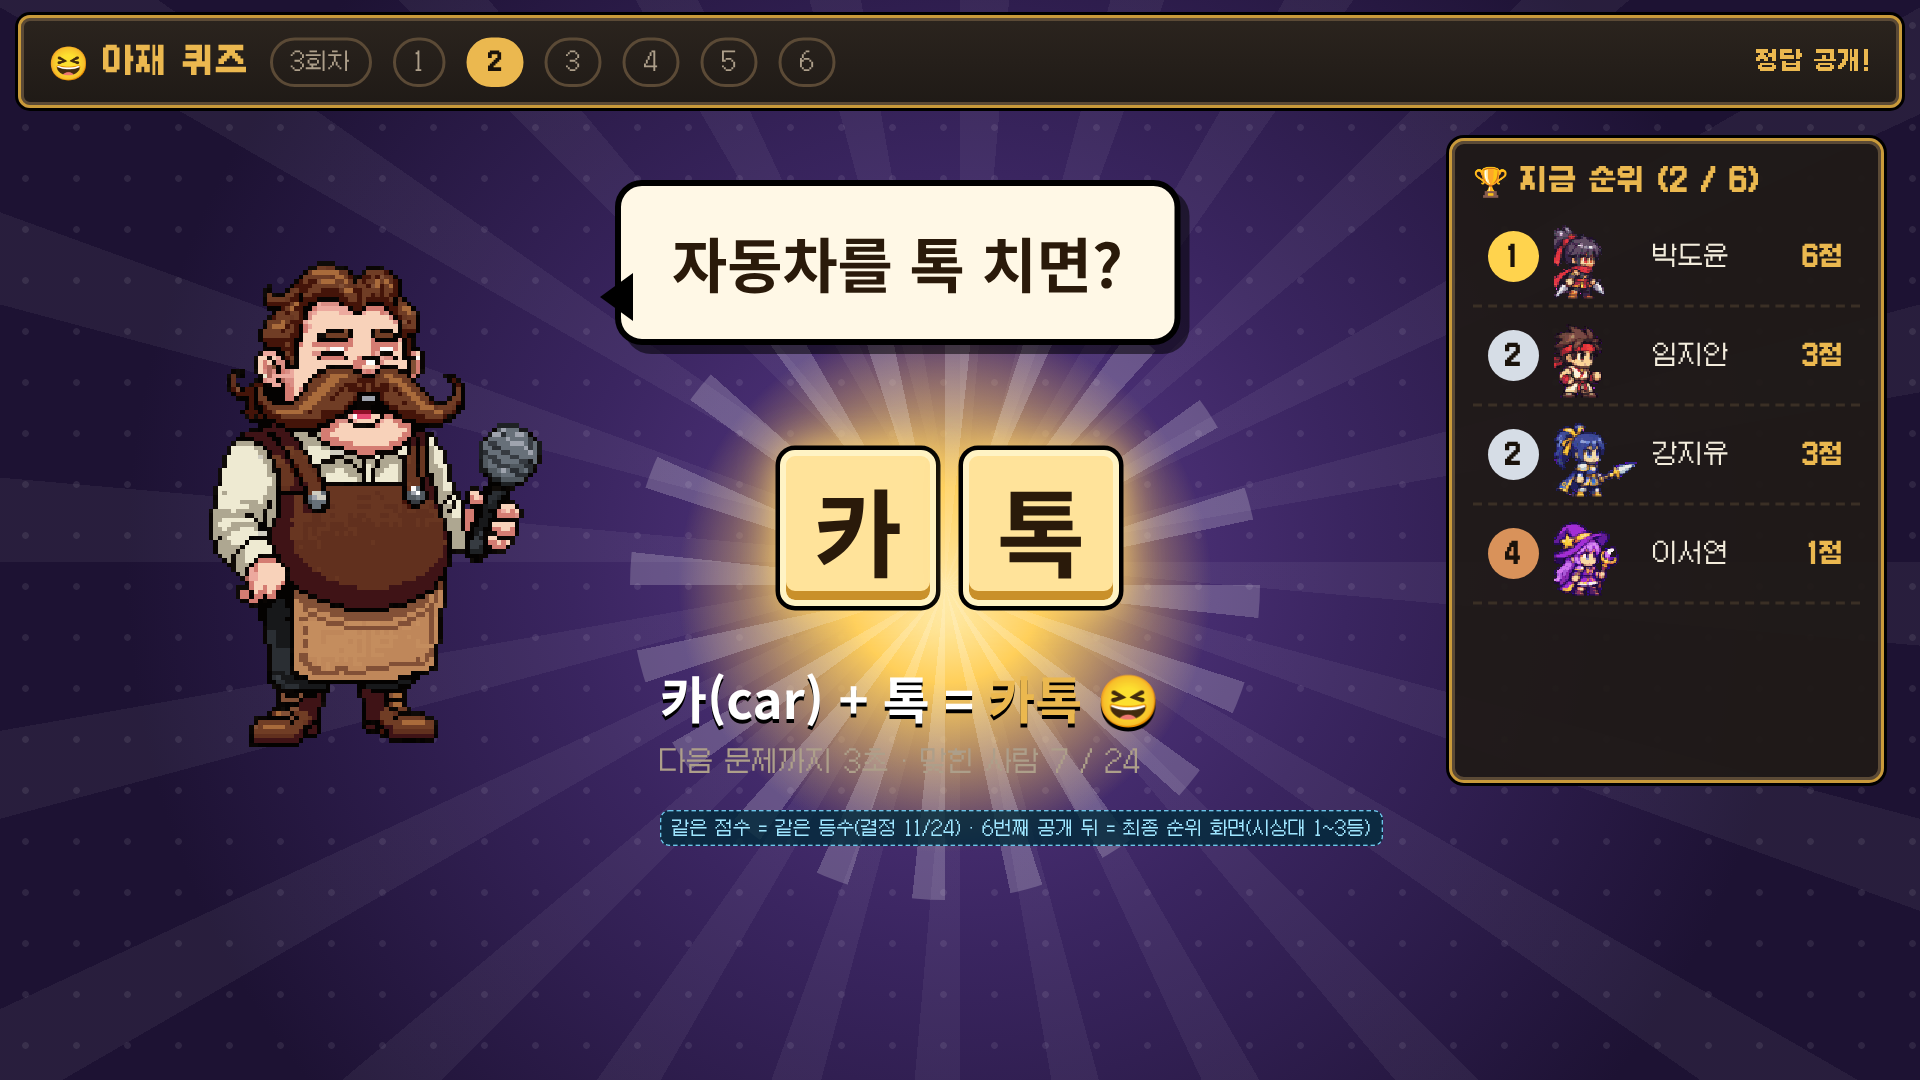 😆 아재 퀴즈 3회차 1 2 3 4 5 6 정답 공개!
자동차를 톡 치면?
카 톡
카(car) + 톡 = 카톡 😆
다음 문제까지 3초 · 맞힌 사람 7 / 24
같은 점수 = 같은 등수(결정 11/24) · 6번째 공개 뒤 = 최종 순위 화면(시상대 1~3등)
🏆 지금 순위 (2 / 6)
1 박도윤 6점
2 임지안 3점
2 강지유 3점
4 이서연 1점